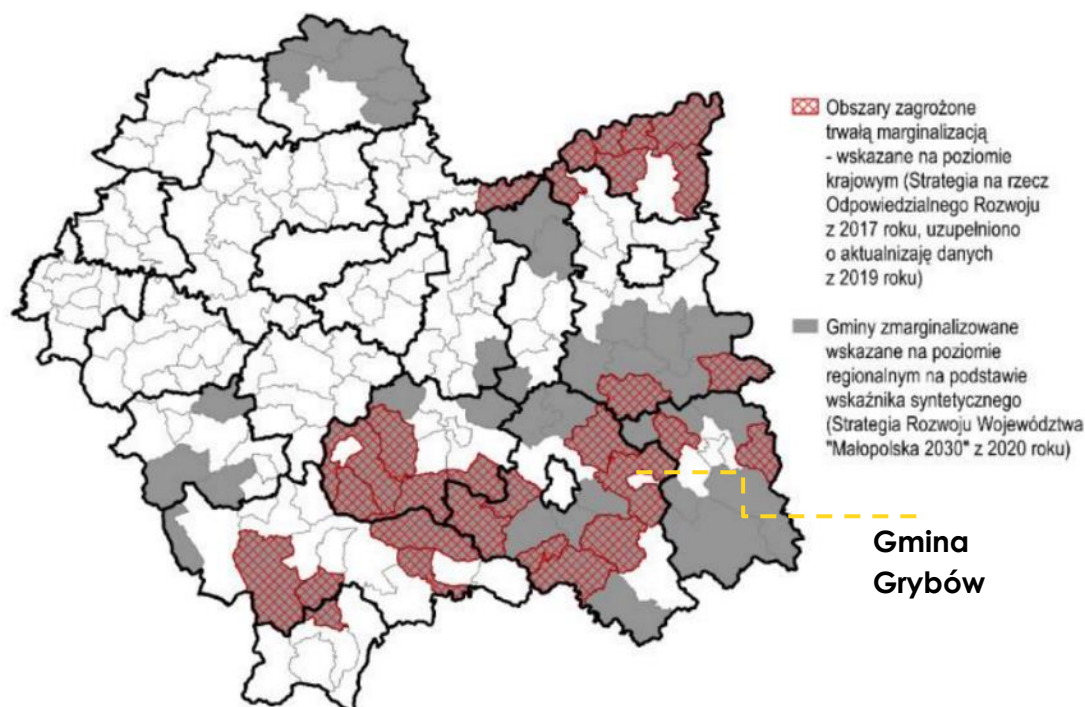 Obszary zagrożone
trwałą marginalizacją
- wskazane na poziomie
krajowym (Strategia na rzecz
Odpowiedzialnego Rozwoju
z 2017 roku, uzupełniono
o aktualnizaję danych
z 2019 roku)
Gminy zmarginalizowane
wskazane na poziomie
regionalnym na podstawie
wskaźnika syntetycznego
(Strategia Rozwoju Województwa
"Małopolska 2030" z 2020 roku)
Gmina
Grybów